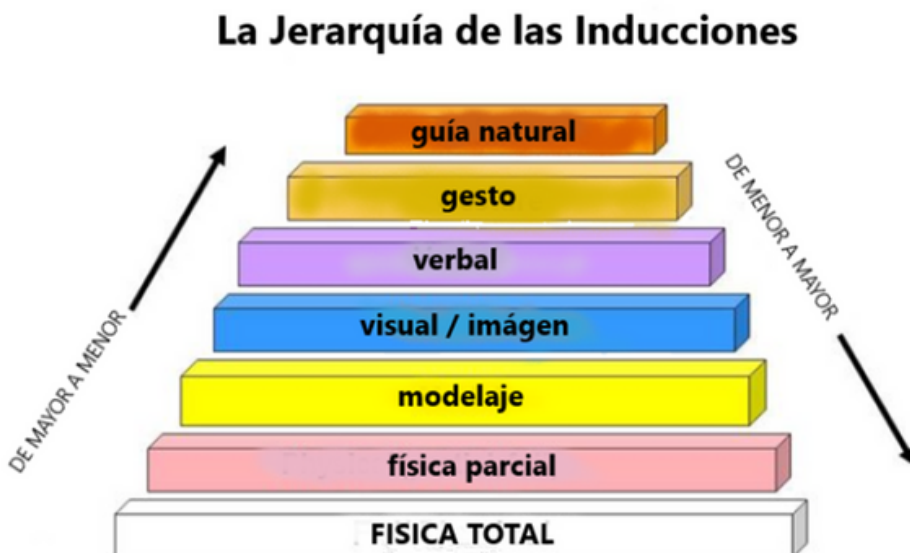 La Jerarquía de las Inducciones
guía natural
gesto
verbal
visual / imágen
modelaje
física parcial
FISICA TOTAL
DE MAYOR A MENOR
DE MENOR A MAYOR